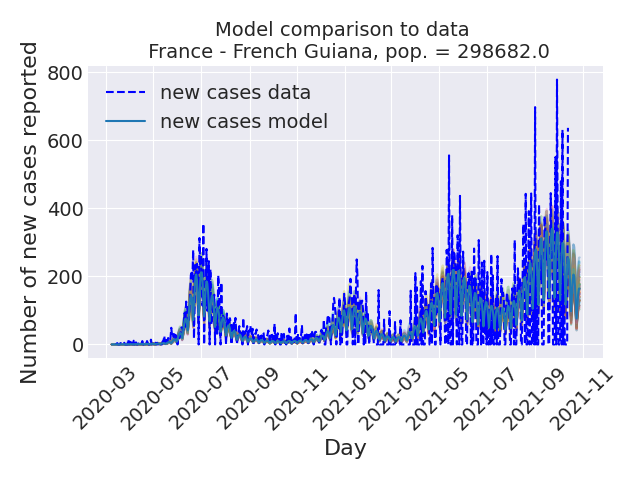 Model comparison to data
France - French Guiana, pop. = 298682.0
Number of new cases reported
800
600
400
200
0
new cases data
new cases model
2020-03
2020-05
2020-07
2020-09
2020-11
2021-01
2021-03
2021-05
2021-07
2021-09
2021-11
Day